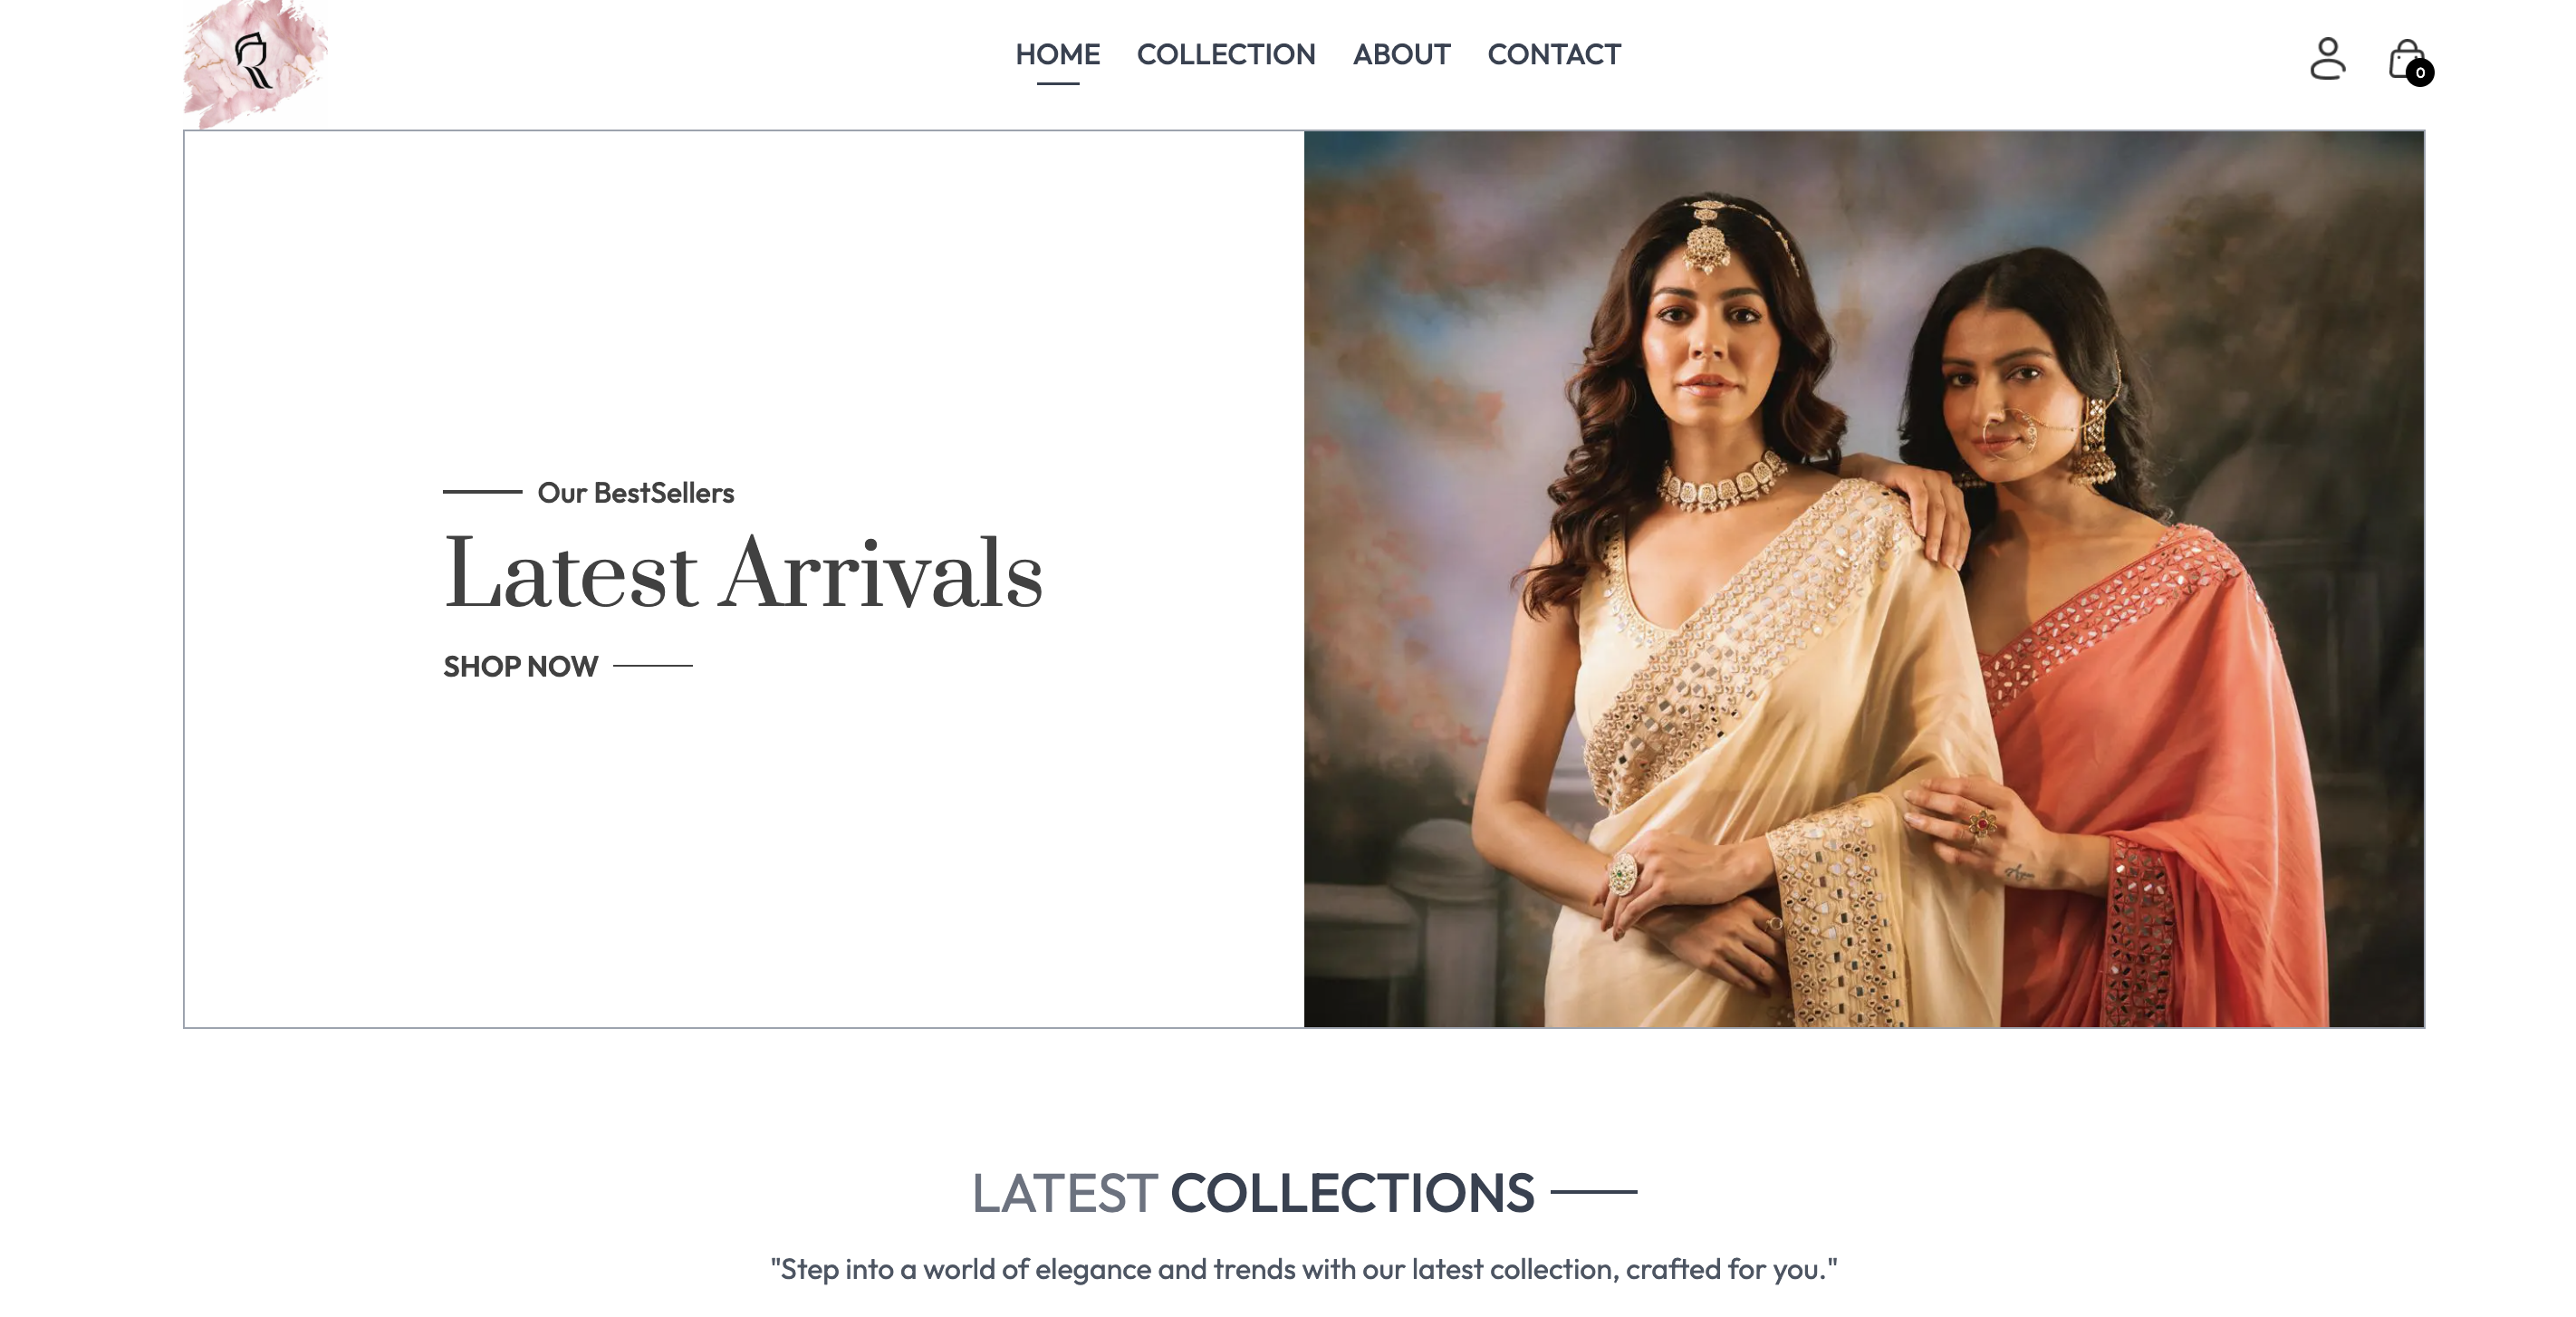 HOME COLLECTION ABOUT CONTACT
0
Our BestSellers
Latest Arrivals
SHOP NOW
LATEST COLLECTIONS
"Step into a world of elegance and trends with our latest collection, crafted for you."